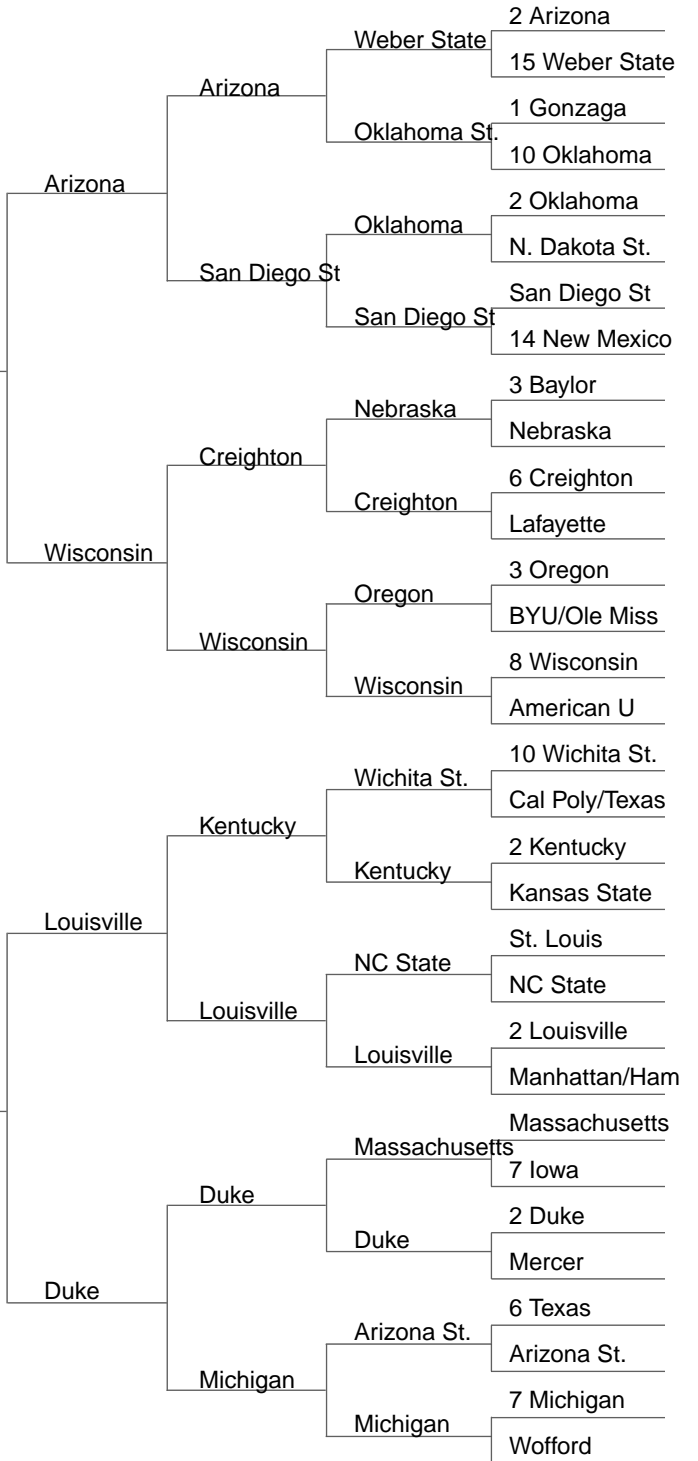 2 Arizona
Weber State
15 Weber State
Arizona
1 Gonzaga
Oklahoma St.
10 Oklahoma
Arizona
2 Oklahoma
Oklahoma
N. Dakota St.
San Diego St
San Diego St
San Diego St
14 New Mexico
3 Baylor
Nebraska
Nebraska
Creighton
6 Creighton
Creighton
Lafayette
Wisconsin
3 Oregon
Oregon
BYU/Ole Miss
Wisconsin
8 Wisconsin
Wisconsin
American U
10 Wichita St.
Wichita St.
Cal Poly/Texas
Kentucky
2 Kentucky
Kentucky
Kansas State
Louisville
St. Louis
NC State
NC State
Louisville
2 Louisville
Louisville
Manhattan/Ham
Massachusetts
Massachusetts
7 Iowa
Duke
2 Duke
Duke
Mercer
Duke
6 Texas
Arizona St.
Arizona St.
Michigan
7 Michigan
Michigan
Wofford